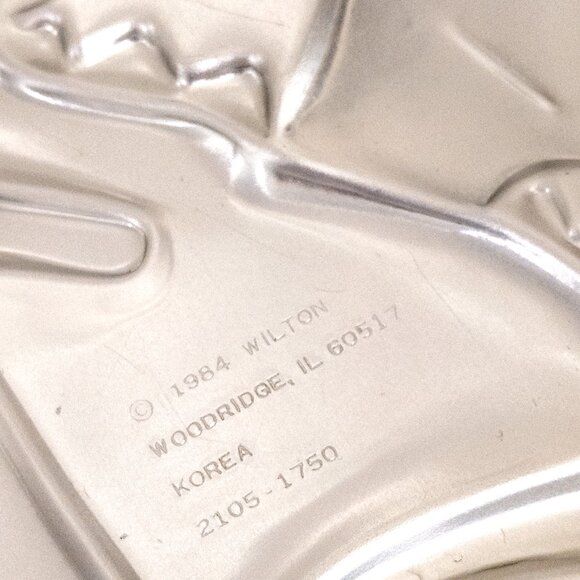 © 1984 WILTON
WOODRIDGE, IL 60517
KOREA
2105-1750